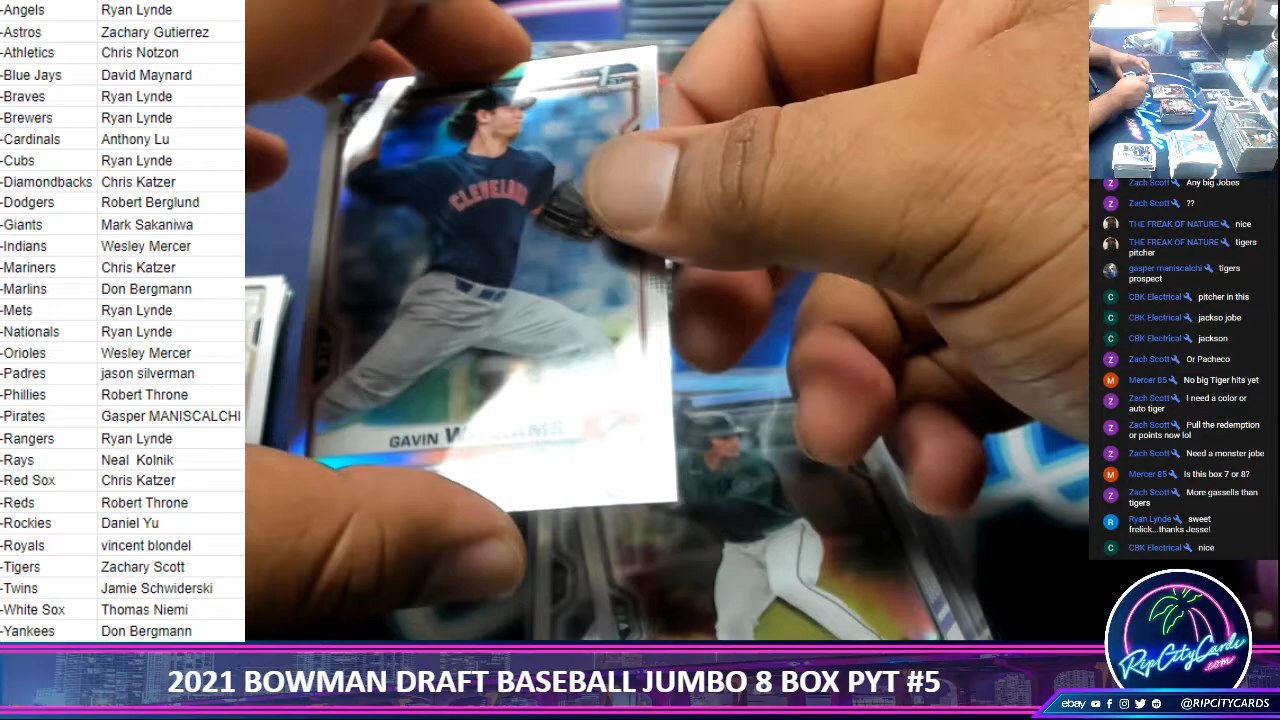 -Angels Ryan Lynde
-Astros Zachary Gutierrez
-Athletics Chris Notzon
-Blue Jays David Maynard
-Braves Ryan Lynde
-Brewers Ryan Lynde
-Cardinals Anthony Lu
-Cubs Ryan Lynde
-Diamondbacks Chris Katzer
-Dodgers Robert Berglund
-Giants Mark Sakaniwa
-Indians Wesley Mercer
-Mariners Chris Katzer
-Marlins Don Bergmann
-Mets Ryan Lynde
-Nationals Ryan Lynde
-Orioles Wesley Mercer
-Padres jason silverman
-Phillies Robert Throne
-Pirates Gasper MANISCALCHI
-Rangers Ryan Lynde
-Rays Neal Kolnik
-Red Sox Chris Katzer
-Reds Robert Throne
-Rockies Daniel Yu
-Royals vincent blondel
-Tigers Zachary Scott
-Twins Jamie Schwiderski
-White Sox Thomas Niemi
-Yankees Don Bergmann
1st
CLEVELAND
GAVIN WILLIAMS
Z Zach Scott Any big Jobes
Z Zach Scott ??
THE FREAK OF NATURE nice
THE FREAK OF NATURE tigers
pitcher
gasper maniscalchi tigers
prospect
C CBK Electrical pitcher in this
C CBK Electrical jackso jobe
C CBK Electrical jackson
Z Zach Scott Or Pacheco
M Mercer 85 No big Tiger hits yet
Z Zach Scott I need a color or
auto tiger
Z Zach Scott Pull the redemption
or points now lol
Z Zach Scott Need a monster jobe
M Mercer 85 Is this box 7 or 8?
Z Zach Scott More gassells than
tigers
R Ryan Lynde sweet
frelick...thanks Jesse!
C CBK Electrical nice
RipCityCards
.com
2021 BOWMAN DRAFT BASEBALL JUMBO 8 BOX PYT #5
ebay @RIPCITYCARDS